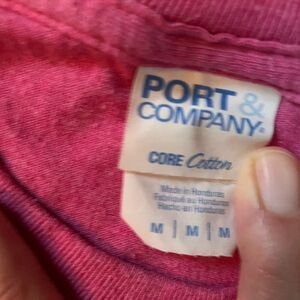 PORT &
COMPANY®
CORE Cotton
Made in Honduras
Fabriqué au Honduras
Hecho en Honduras
M | M | M